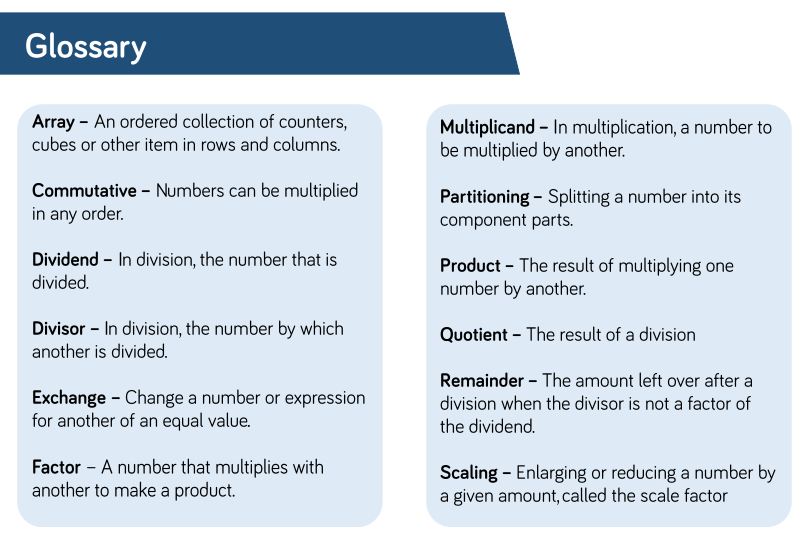 Glossary
Array – An ordered collection of counters,
cubes or other item in rows and columns.
Commutative – Numbers can be multiplied
in any order.
Dividend – In division, the number that is
divided.
Divisor – In division, the number by which
another is divided.
Exchange – Change a number or expression
for another of an equal value.
Factor – A number that multiplies with
another to make a product.
Multiplicand – In multiplication, a number to
be multiplied by another.
Partitioning – Splitting a number into its
component parts.
Product – The result of multiplying one
number by another.
Quotient – The result of a division
Remainder – The amount left over after a
division when the divisor is not a factor of
the dividend.
Scaling – Enlarging or reducing a number by
a given amount, called the scale factor